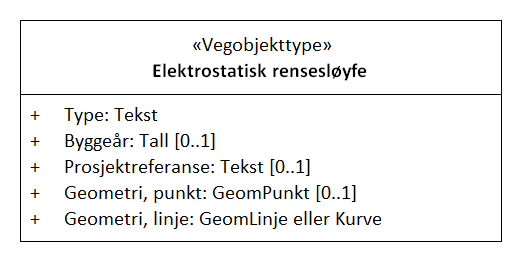 «Vegobjekttype»
Elektrostatisk rensesløyfe
+ Type: Tekst
+ Byggeår: Tall [0..1]
+ Prosjektreferanse: Tekst [0..1]
+ Geometri, punkt: GeomPunkt [0..1]
+ Geometri, linje: GeomLinje eller Kurve